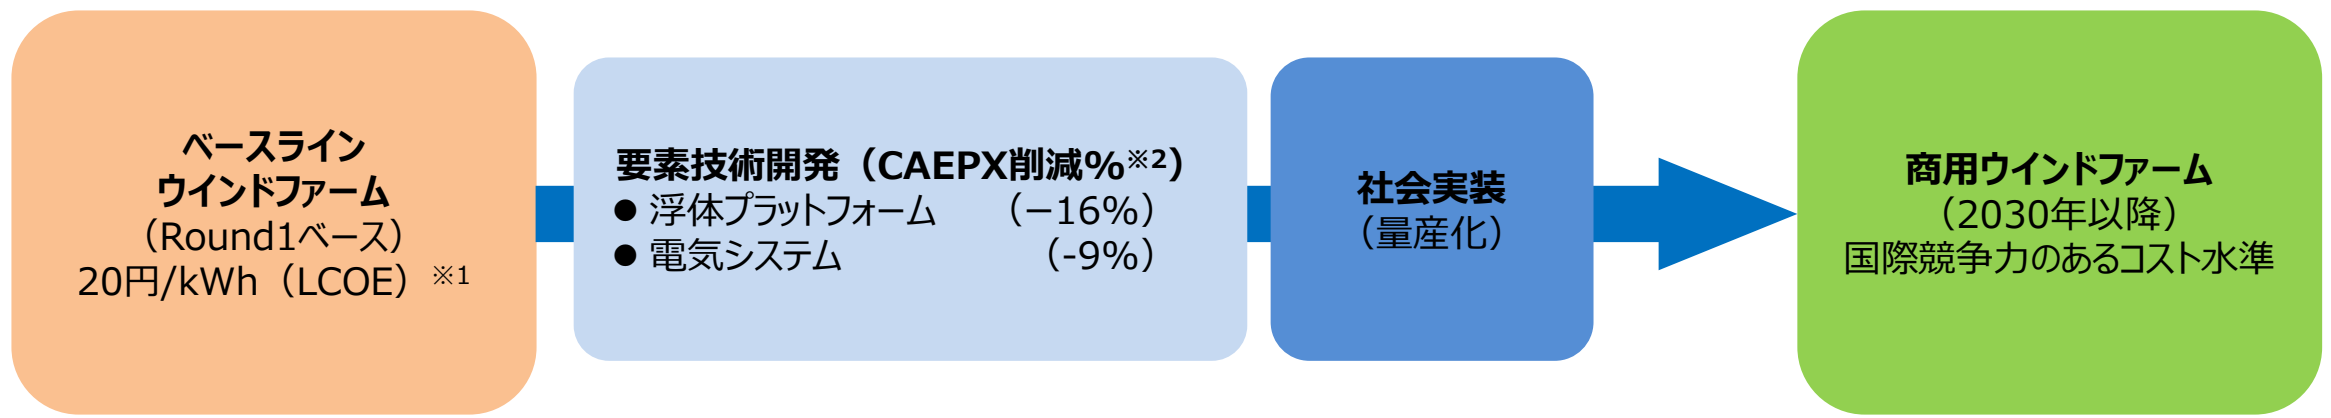 ベースライン
ウインドファーム
（Round1ベース）
20円/kWh（LCOE）※1
要素技術開発（CAEPX削減%※2）
● 浮体プラットフォーム （−16%）
● 電気システム （-9%）
社会実装
（量産化）
商用ウインドファーム
（2030年以降）
国際競争力のあるコスト水準